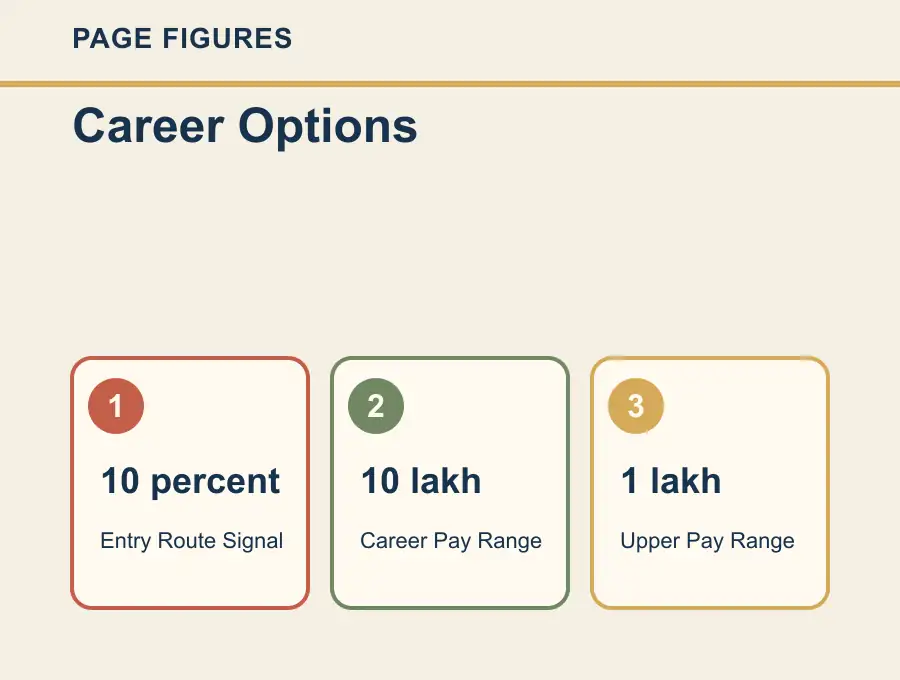 PAGE FIGURES
Career Options
1
10 percent
Entry Route Signal
2
10 lakh
Career Pay Range
3
1 lakh
Upper Pay Range